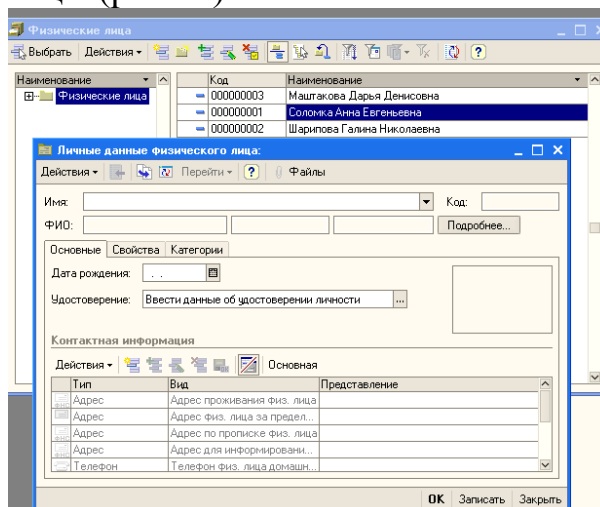 Физические лица
Выбрать Действия
Наименование Код Наименование
Физические лица 000000003 Маштакова Дарья Денисовна
000000001 Соломка Анна Евгеньевна
000000002 Шарипова Галина Николаевна
Личные данные физического лица:
Действия Перейти Файлы
Имя: Код:
ФИО: Подробнее...
Основные Свойства Категории
Дата рождения: . .
Удостоверение: Ввести данные об удостоверении личности ...
Контактная информация
Действия Основная
Тип Вид Представление
Адрес Адрес проживания физ. лица
Адрес Адрес физ. лица за предел...
Адрес Адрес по прописке физ. лица
Адрес Адрес для информировани...
Телефон Телефон физ. лица домашн...
OK Записать Закрыть